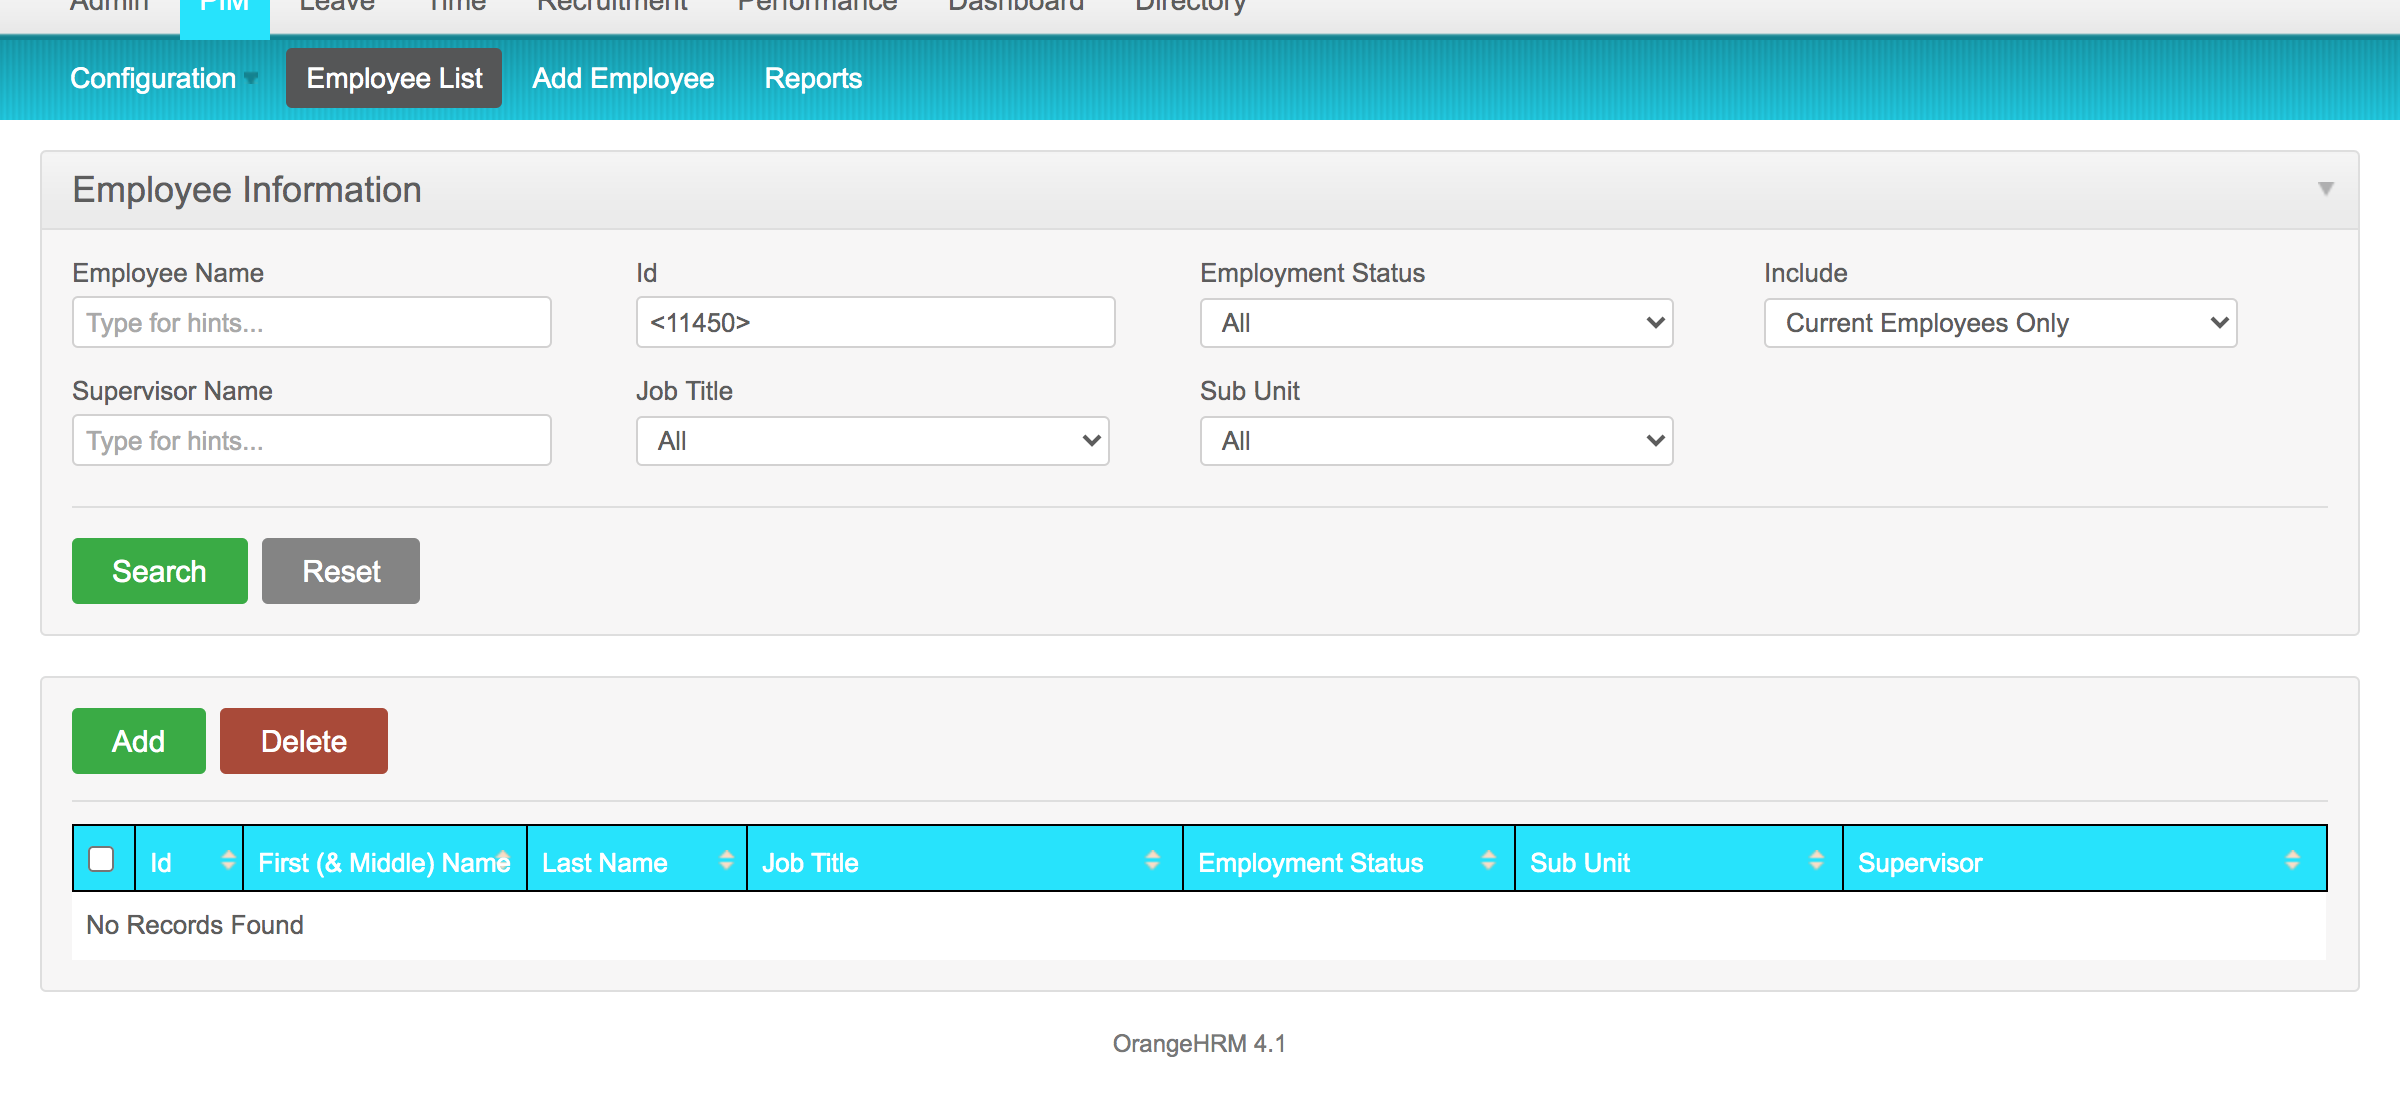 Admin PIM Leave Time Recruitment Performance Dashboard Directory
Configuration Employee List Add Employee Reports
Employee Information
Employee Name Id Employment Status Include
Type for hints... <11450> All Current Employees Only
Supervisor Name Job Title Sub Unit
Type for hints... All All
Search Reset
Add Delete
Id First (& Middle) Name Last Name Job Title Employment Status Sub Unit Supervisor
No Records Found
OrangeHRM 4.1